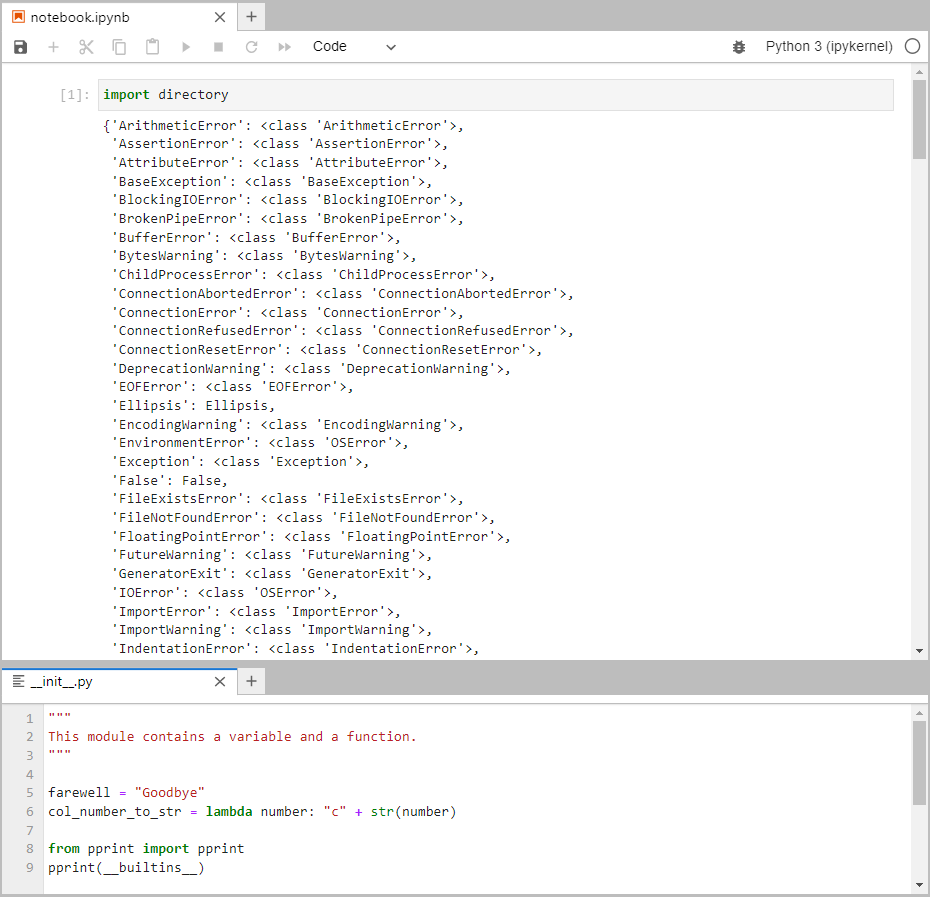 notebook.ipynb
Code
Python 3 (ipykernel)
[1]: import directory
{'ArithmeticError': <class 'ArithmeticError'>,
'AssertionError': <class 'AssertionError'>,
'AttributeError': <class 'AttributeError'>,
'BaseException': <class 'BaseException'>,
'BlockingIOError': <class 'BlockingIOError'>,
'BrokenPipeError': <class 'BrokenPipeError'>,
'BufferError': <class 'BufferError'>,
'BytesWarning': <class 'BytesWarning'>,
'ChildProcessError': <class 'ChildProcessError'>,
'ConnectionAbortedError': <class 'ConnectionAbortedError'>,
'ConnectionError': <class 'ConnectionError'>,
'ConnectionRefusedError': <class 'ConnectionRefusedError'>,
'ConnectionResetError': <class 'ConnectionResetError'>,
'DeprecationWarning': <class 'DeprecationWarning'>,
'EOFError': <class 'EOFError'>,
'Ellipsis': Ellipsis,
'EncodingWarning': <class 'EncodingWarning'>,
'EnvironmentError': <class 'OSError'>,
'Exception': <class 'Exception'>,
'False': False,
'FileExistsError': <class 'FileExistsError'>,
'FileNotFoundError': <class 'FileNotFoundError'>,
'FloatingPointError': <class 'FloatingPointError'>,
'FutureWarning': <class 'FutureWarning'>,
'GeneratorExit': <class 'GeneratorExit'>,
'IOError': <class 'OSError'>,
'ImportError': <class 'ImportError'>,
'ImportWarning': <class 'ImportWarning'>,
'IndentationError': <class 'IndentationError'>,
__init__.py
1 """
2 This module contains a variable and a function.
3 """
4
5 farewell = "Goodbye"
6 col_number_to_str = lambda number: "c" + str(number)
7
8 from pprint import pprint
9 pprint(__builtins__)